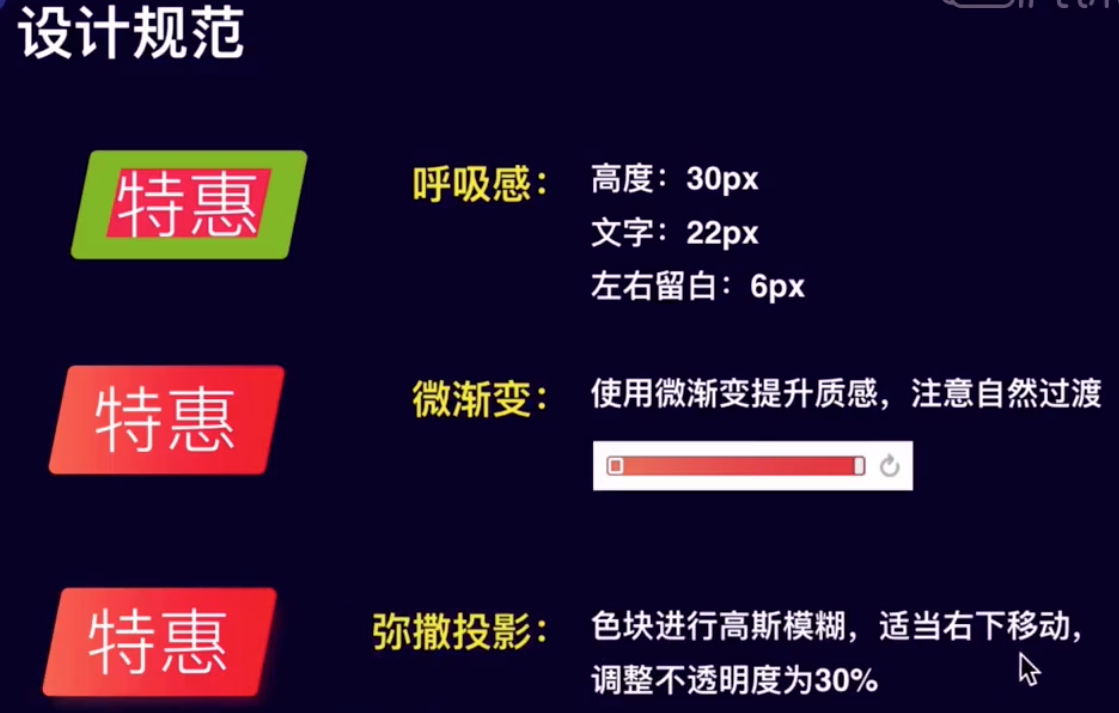 设计规范
特惠
呼吸感：
高度：30px
文字：22px
左右留白：6px
特惠
微渐变：
使用微渐变提升质感，注意自然过渡
特惠
弥撒投影：
色块进行高斯模糊，适当右下移动，
调整不透明度为30%